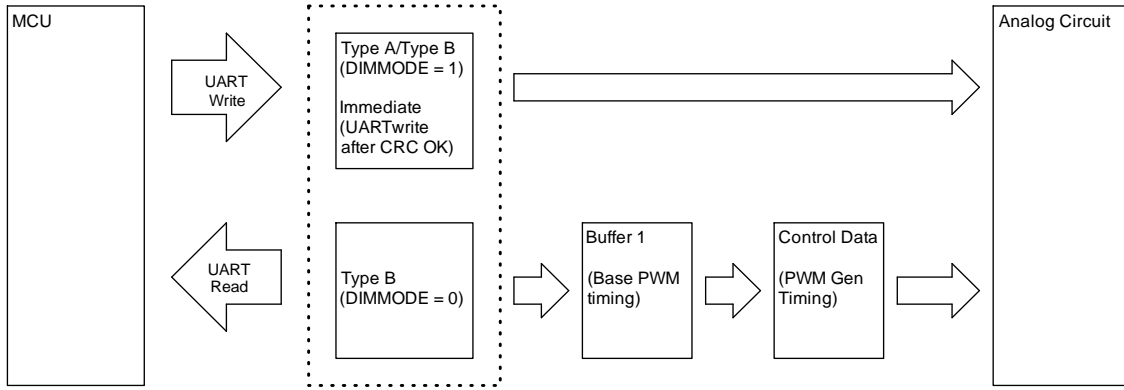 MCU
UART
Write
Type A/Type B
(DIMMODE = 1)
Immediate
(UARTwrite
after CRC OK)
Analog Circuit
UART
Read
Type B
(DIMMODE = 0)
Buffer 1
(Base PWM
timing)
Control Data
(PWM Gen
Timing)